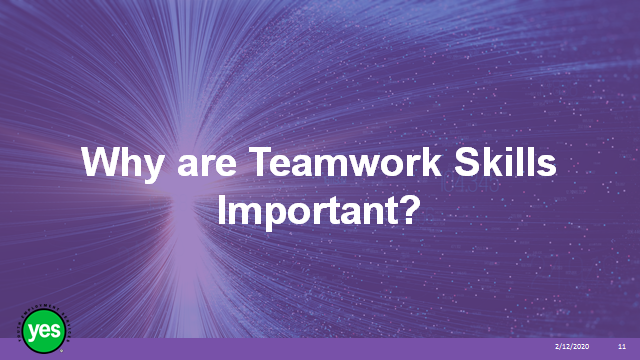 Why are Teamwork Skills
Important?
yes
2/12/2020
11